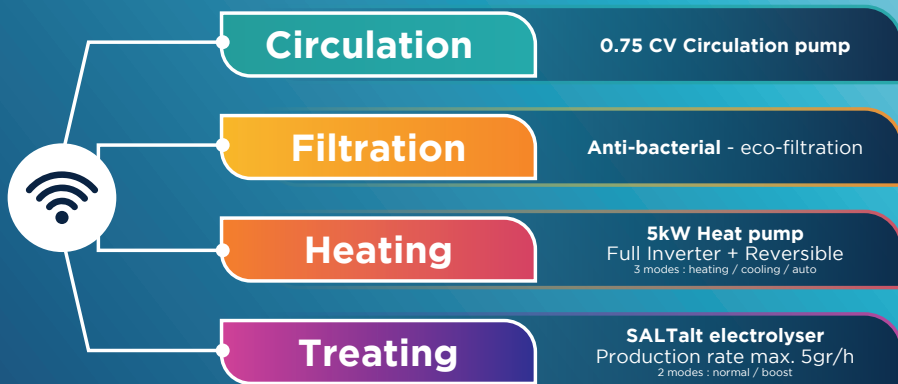 Circulation
0.75 CV Circulation pump
Filtration
Anti-bacterial - eco-filtration
Heating
5kW Heat pump
Full Inverter + Reversible
3 modes : heating / cooling / auto
Treating
SALTalt electrolyser
Production rate max. 5gr/h
2 modes : normal / boost